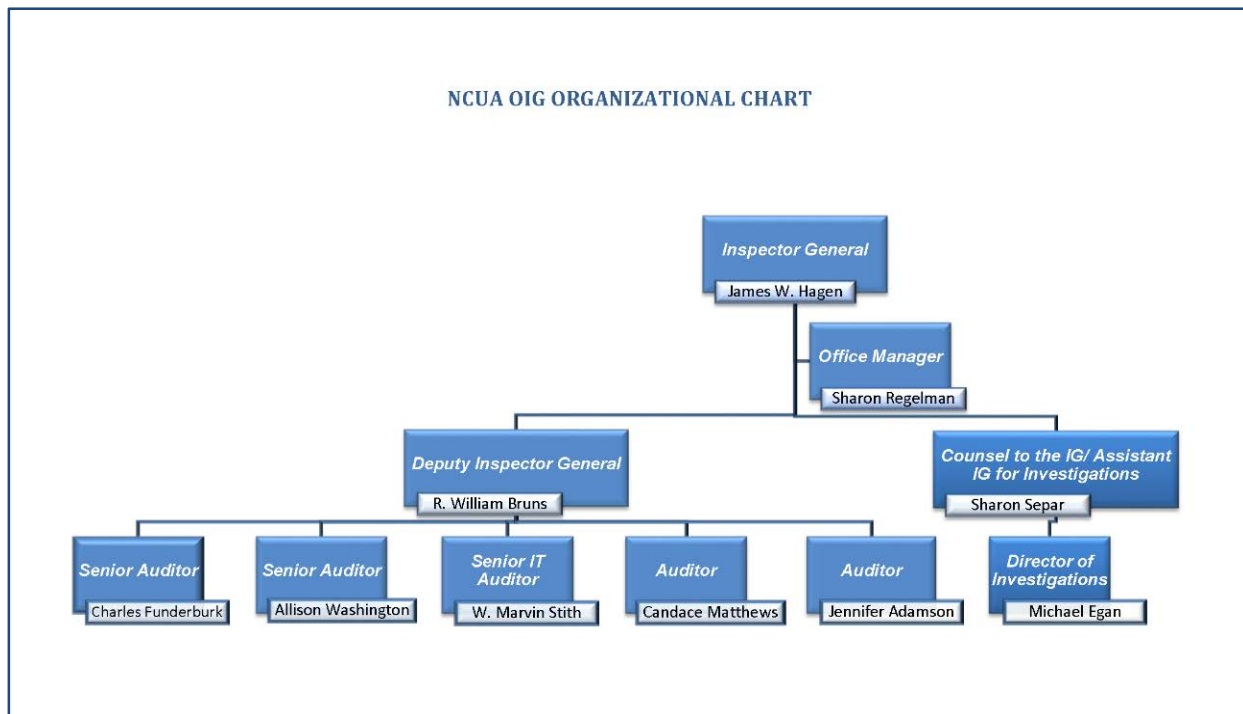 NCUA OIG ORGANIZATIONAL CHART
Inspector General
James W. Hagen
Office Manager
Sharon Regelman
Deputy Inspector General
R. William Bruns
Counsel to the IG/ Assistant
IG for Investigations
Sharon Separ
Senior Auditor
Charles Funderburk
Senior Auditor
Allison Washington
Senior IT
Auditor
W. Marvin Stith
Auditor
Candace Matthews
Auditor
Jennifer Adamson
Director of
Investigations
Michael Egan